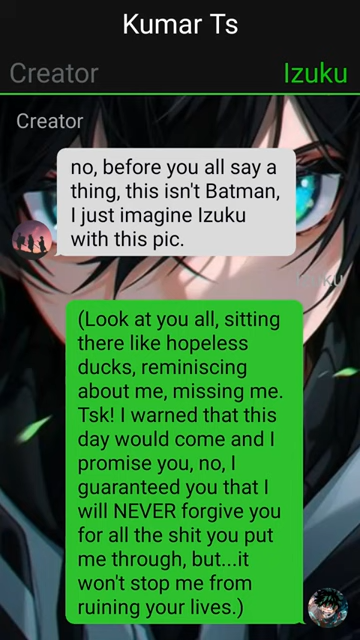 Kumar Ts
Creator Izuku
Creator
no, before you all say a
thing, this isn't Batman,
I just imagine Izuku
with this pic.
Izuku
(Look at you all, sitting
there like hopeless
ducks, reminiscing
about me, missing me.
Tsk! I warned that this
day would come and I
promise you, no, I
guaranteed you that I
will NEVER forgive you
for all the shit you put
me through, but...it
won't stop me from
ruining your lives.)